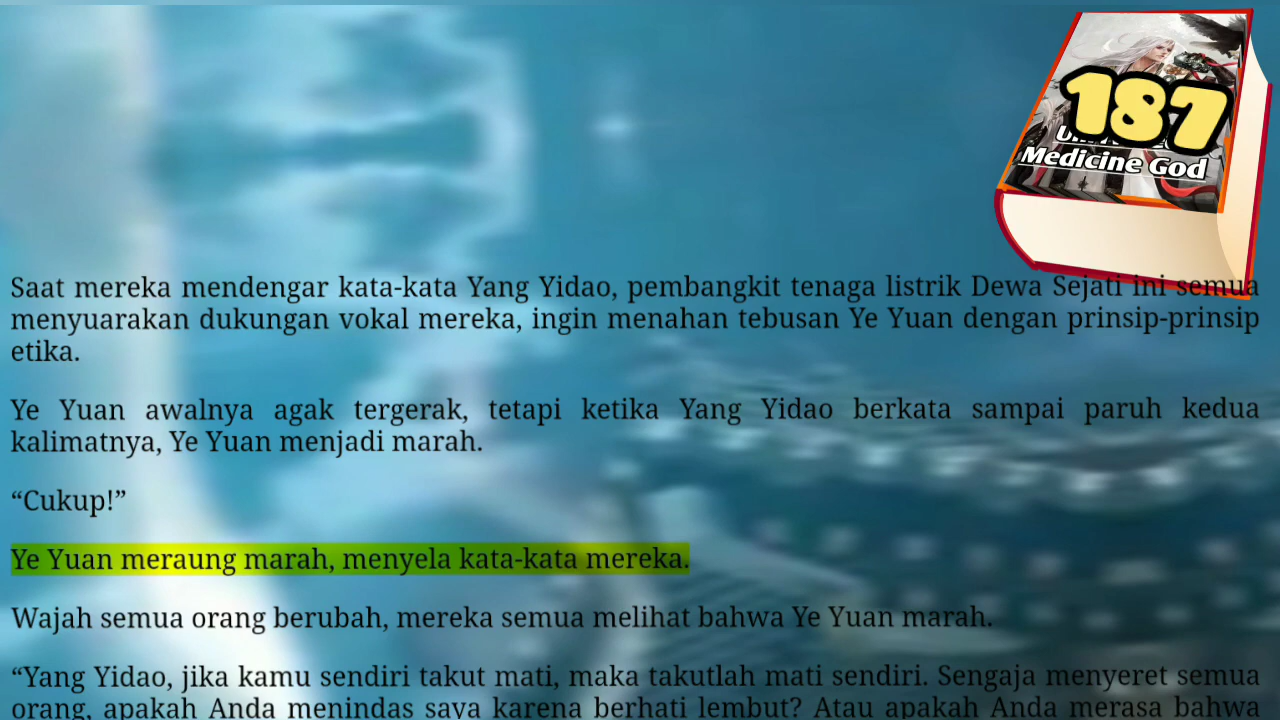 187
Medicine God
Saat mereka mendengar kata-kata Yang Yidao, pembangkit tenaga listrik Dewa Sejati ini semua
menyuarakan dukungan vokal mereka, ingin menahan tebusan Ye Yuan dengan prinsip-prinsip
etika.
Ye Yuan awalnya agak tergerak, tetapi ketika Yang Yidao berkata sampai paruh kedua
kalimatnya, Ye Yuan menjadi marah.
“Cukup!”
Ye Yuan meraung marah, menyela kata-kata mereka.
Wajah semua orang berubah, mereka semua melihat bahwa Ye Yuan marah.
“Yang Yidao, jika kamu sendiri takut mati, maka takutlah mati sendiri. Sengaja menyeret semua
orang, apakah Anda menindas saya karena berhati lembut? Atau apakah Anda merasa bahwa